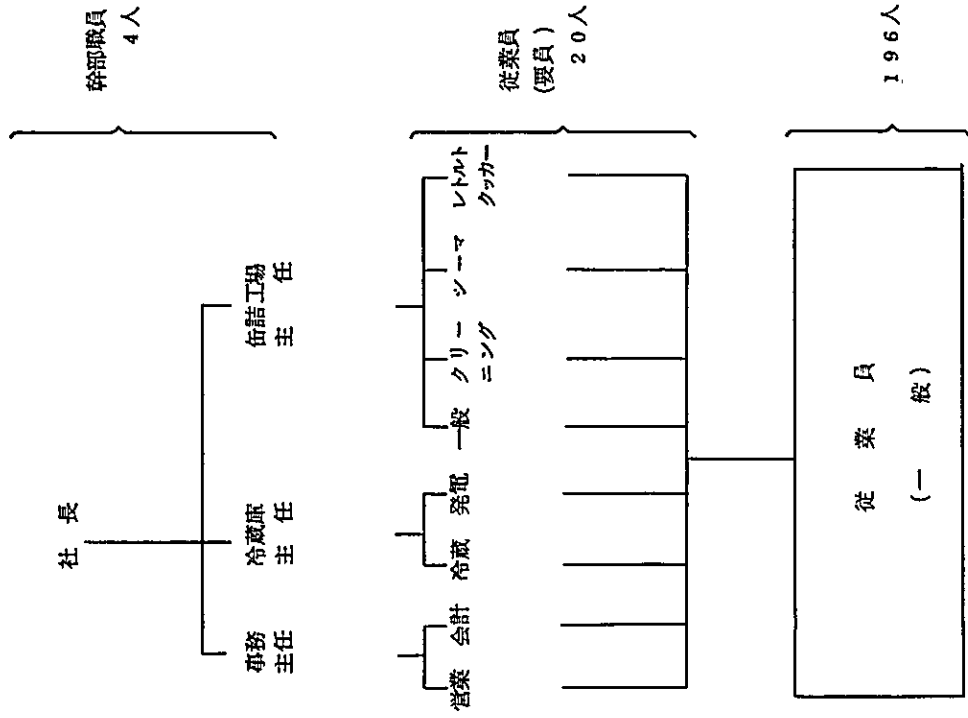 幹部職員
4人
従業員
(要員)
20人
196人
社長
事務
主任
冷蔵庫
主任
缶詰工場
主任
営業
会計
冷蔵
発電
一般
クリー
ニング
シーマ
レトルト
クッカー
従業員
(一般)